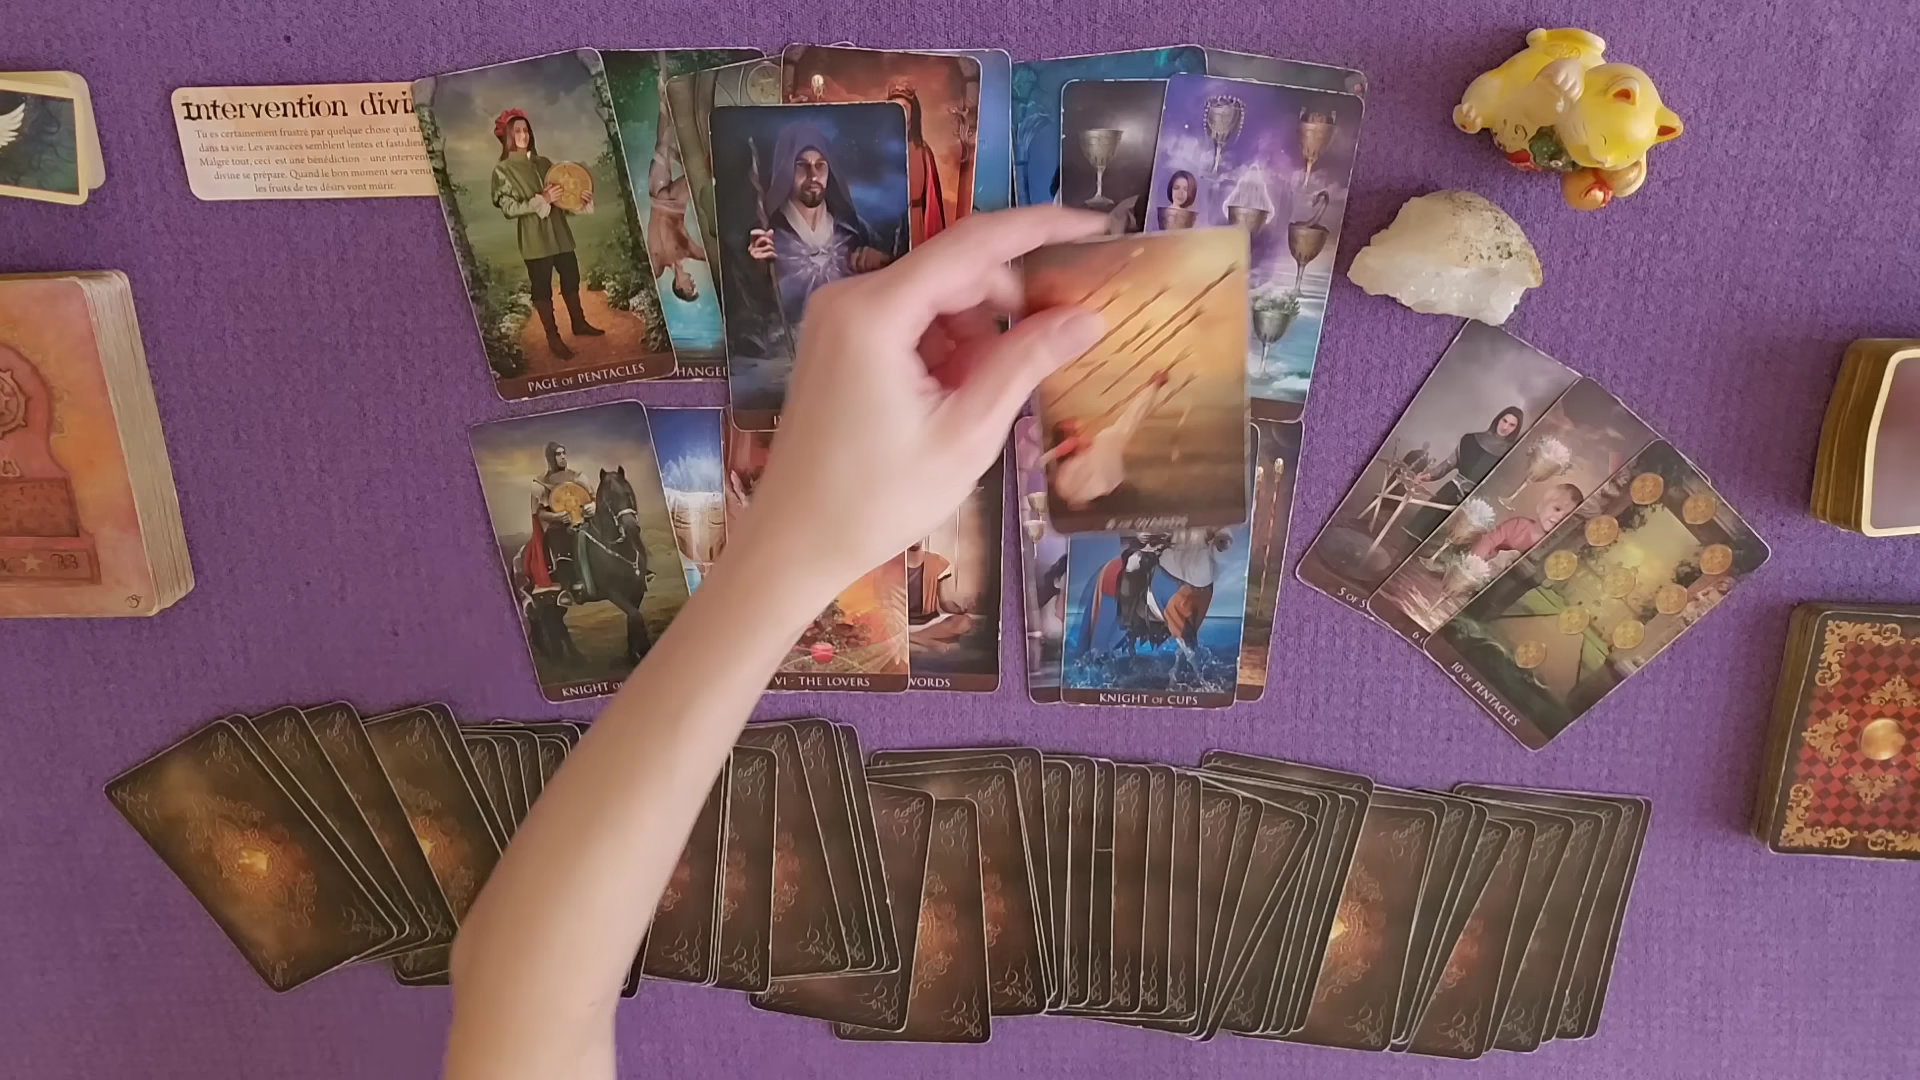 Intervention divi
Tu es certainement frustré par quelque chose qui sta
dans ta vie. Les avancées semblent lentes et fastidieu
Malgré tout, ceci est une bénédiction - une interven
divine se prépare. Quand le bon moment sera venu
les fruits de tes désirs vont mûrir.
PAGE OF PENTACLES
HANGED
KNIGHT OF
VI - THE LOVERS
WORDS
KNIGHT OF CUPS
5 OF S
6
10 OF PENTACLES